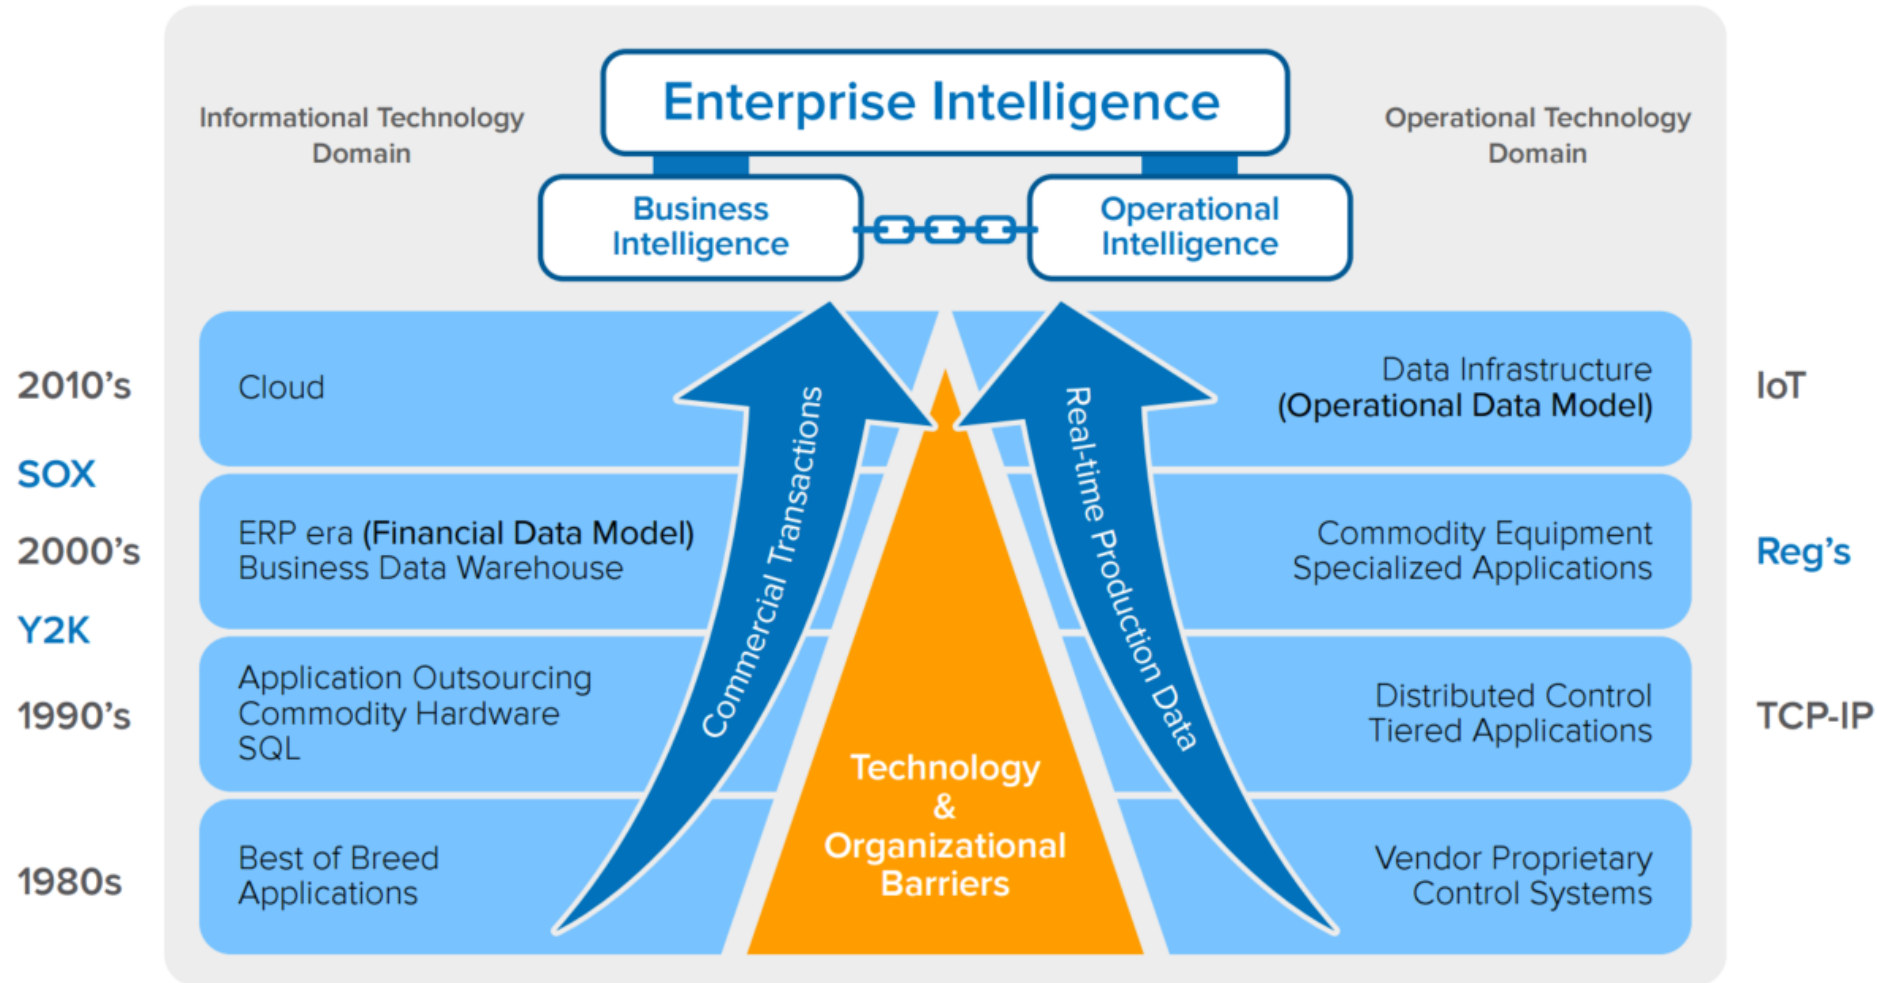 Enterprise Intelligence
Informational Technology
Domain
Operational Technology
Domain
Business
Intelligence
Operational
Intelligence
2010's
Cloud
Commercial Transactions
Real-time Production Data
Data Infrastructure
(Operational Data Model)
IoT
SOX
2000's
ERP era (Financial Data Model)
Business Data Warehouse
Commodity Equipment
Specialized Applications
Reg's
Y2K
1990's
Application Outsourcing
Commodity Hardware
SQL
Distributed Control
Tiered Applications
TCP-IP
Technology
&
Organizational
Barriers
1980s
Best of Breed
Applications
Vendor Proprietary
Control Systems